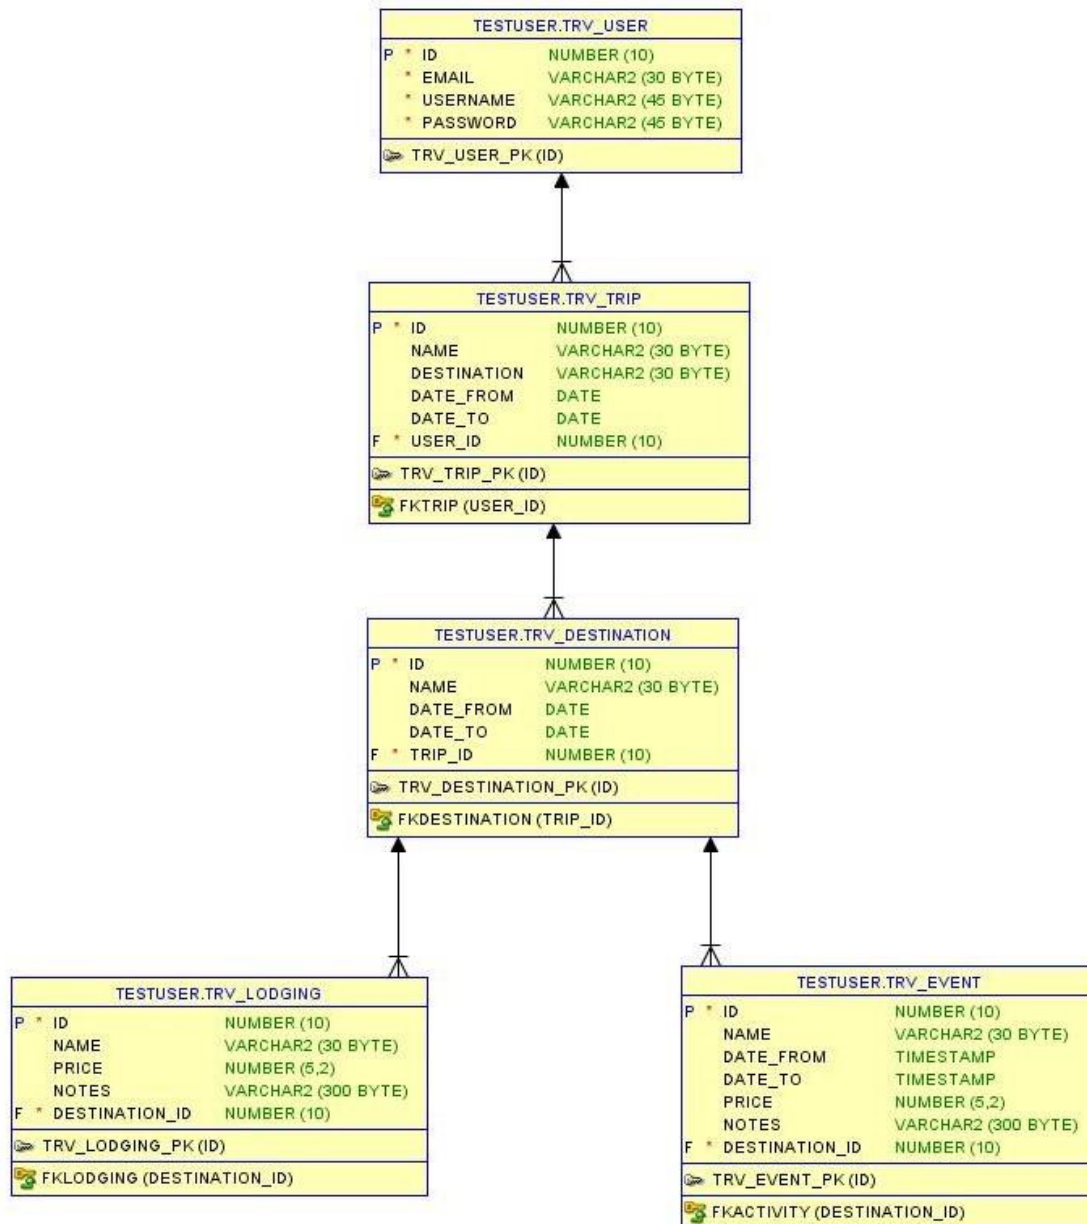 TESTUSER.TRV_USER
P * ID NUMBER (10)
* EMAIL VARCHAR2 (30 BYTE)
* USERNAME VARCHAR2 (45 BYTE)
* PASSWORD VARCHAR2 (45 BYTE)
TRV_USER_PK (ID)
TESTUSER.TRV_TRIP
P * ID NUMBER (10)
NAME VARCHAR2 (30 BYTE)
DESTINATION VARCHAR2 (30 BYTE)
DATE_FROM DATE
DATE_TO DATE
F * USER_ID NUMBER (10)
TRV_TRIP_PK (ID)
FKTRIP (USER_ID)
TESTUSER.TRV_DESTINATION
P * ID NUMBER (10)
NAME VARCHAR2 (30 BYTE)
DATE_FROM DATE
DATE_TO DATE
F * TRIP_ID NUMBER (10)
TRV_DESTINATION_PK (ID)
FKDESTINATION (TRIP_ID)
TESTUSER.TRV_LODGING
P * ID NUMBER (10)
NAME VARCHAR2 (30 BYTE)
PRICE NUMBER (5,2)
NOTES VARCHAR2 (300 BYTE)
F * DESTINATION_ID NUMBER (10)
TRV_LODGING_PK (ID)
FKLODGING (DESTINATION_ID)
TESTUSER.TRV_EVENT
P * ID NUMBER (10)
NAME VARCHAR2 (30 BYTE)
DATE_FROM TIMESTAMP
DATE_TO TIMESTAMP
PRICE NUMBER (5,2)
NOTES VARCHAR2 (300 BYTE)
F * DESTINATION_ID NUMBER (10)
TRV_EVENT_PK (ID)
FKACTIVITY (DESTINATION_ID)